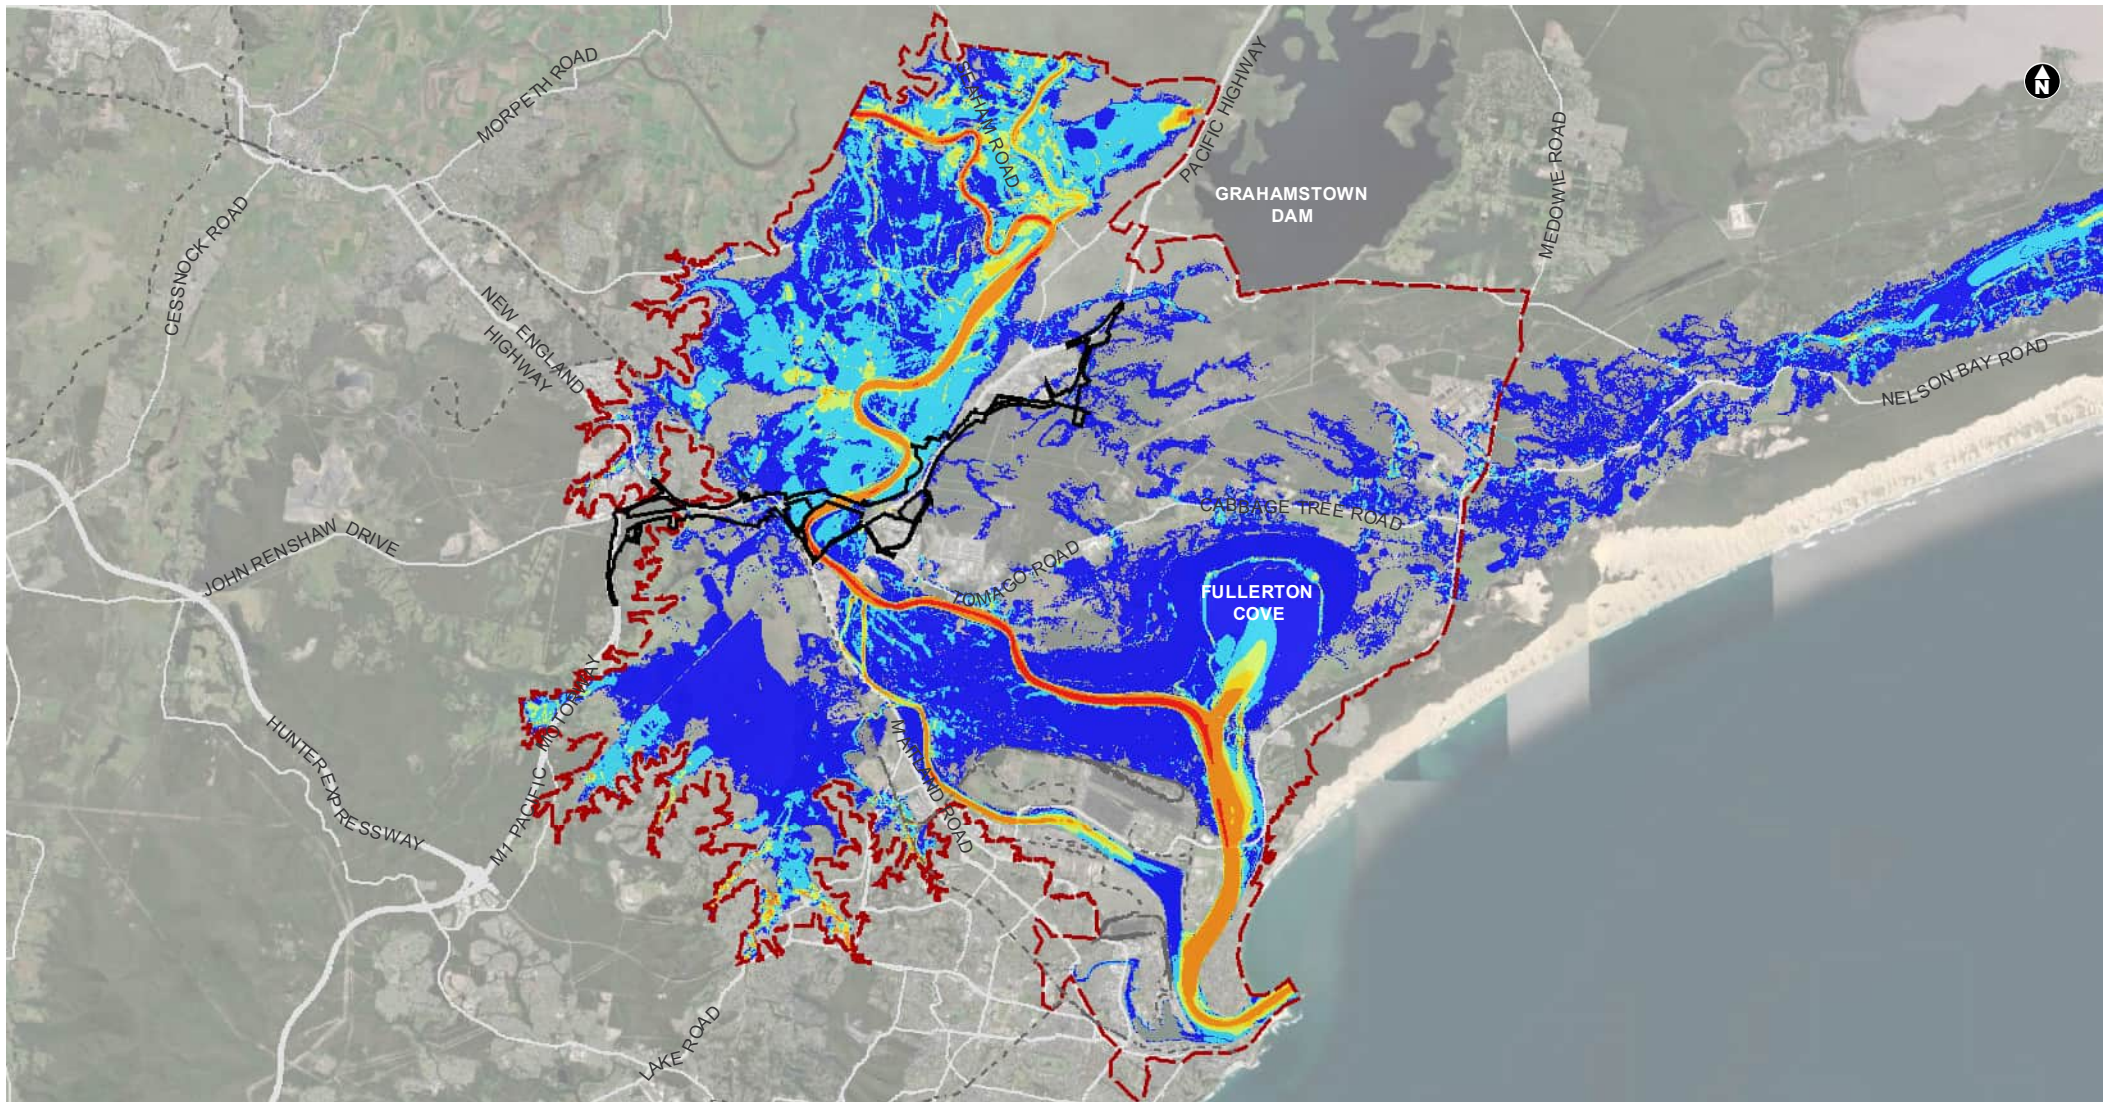 N
MORPETH ROAD
PACIFIC HIGHWAY
GRAHAMSTOWN
DAM
MEDOWIE ROAD
CESSNOCK ROAD
NEW ENGLAND
HIGHWAY
NELSON BAY ROAD
CABBAGE TREE ROAD
JOHN RENSHAW DRIVE
TOMAGO ROAD
FULLERTON
COVE
M1 PACIFIC MOTORWAY
HUNTER EXPRESSWAY
MAITLAND ROAD
LAKE ROAD